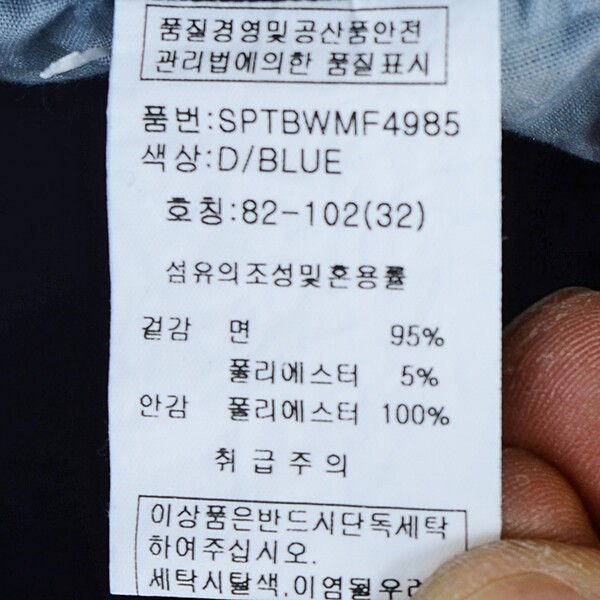 품질경영및공산품안전
관리법에의한 품질표시
품번:SPTBWMF4985
색상:D/BLUE
호칭:82-102(32)
섬유의조성및혼용률
겉감 면 95%
폴리에스터 5%
안감 폴리에스터 100%
취급주의
이상품은반드시단독세탁
하여주십시오.
세탁시탈색,이염될우려